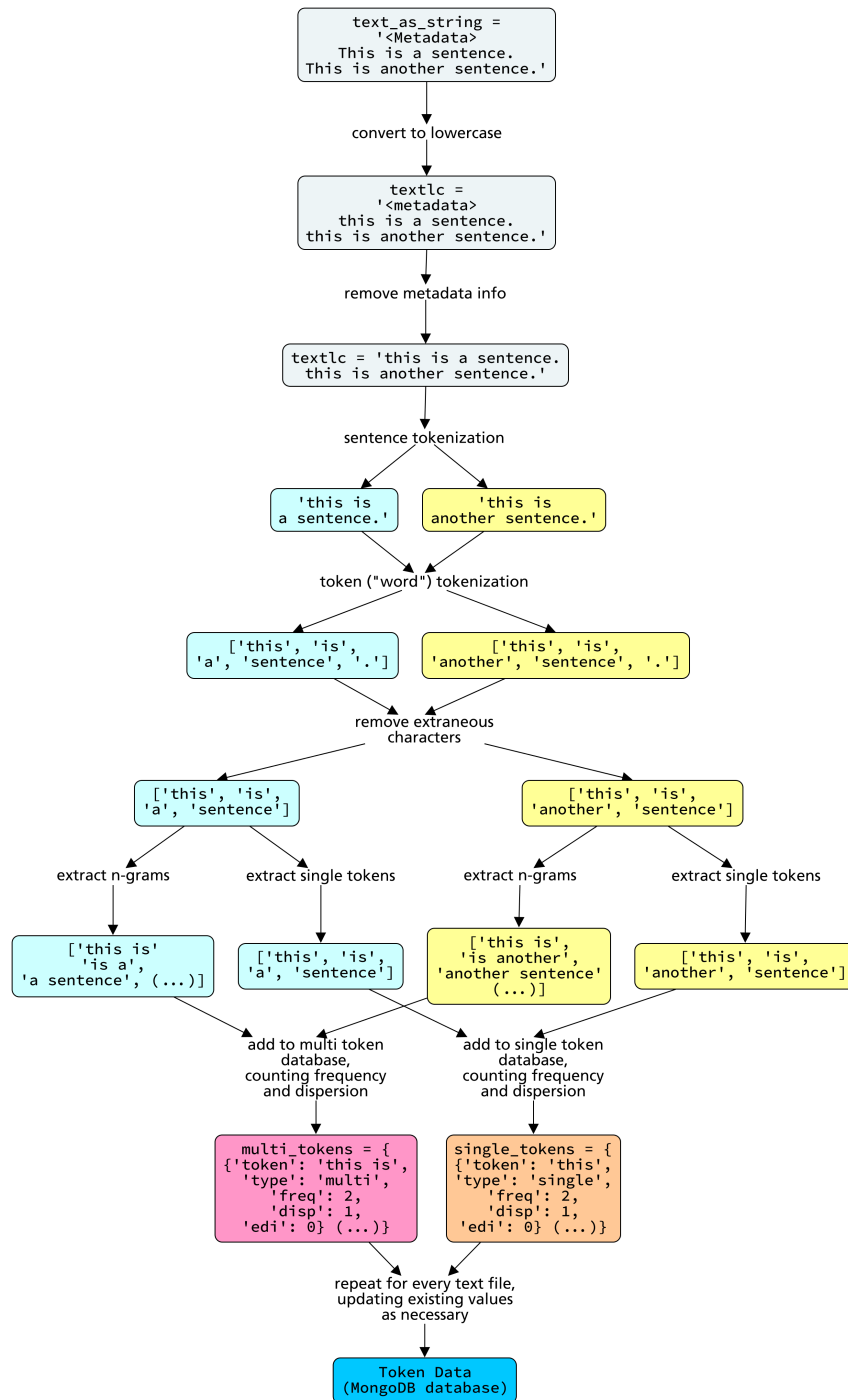 text_as_string =
'<Metadata>
This is a sentence.
This is another sentence.'
convert to lowercase
textlc =
'<metadata>
this is a sentence.
this is another sentence.'
remove metadata info
textlc = 'this is a sentence.
this is another sentence.'
sentence tokenization
'this is
a sentence.'
'this is
another sentence.'
token ("word") tokenization
['this', 'is',
'a', 'sentence', '.']
['this', 'is',
'another', 'sentence', '.']
remove extraneous
characters
['this', 'is',
'a', 'sentence']
['this', 'is',
'another', 'sentence']
extract n-grams
extract single tokens
extract n-grams
extract single tokens
['this is'
'is a',
'a sentence', (...)]
['this', 'is',
'a', 'sentence']
['this is',
'is another',
'another sentence'
(...)]
['this', 'is',
'another', 'sentence']
add to multi token
database,
counting frequency
and dispersion
add to single token
database,
counting frequency
and dispersion
multi_tokens = {
{'token': 'this is',
'type': 'multi',
'freq': 2,
'disp': 1,
'edi': 0} (...)}
single_tokens = {
{'token': 'this',
'type': 'single',
'freq': 2,
'disp': 1,
'edi': 0} (...)}
repeat for every text file,
updating existing values
as necessary
Token Data
(MongoDB database)